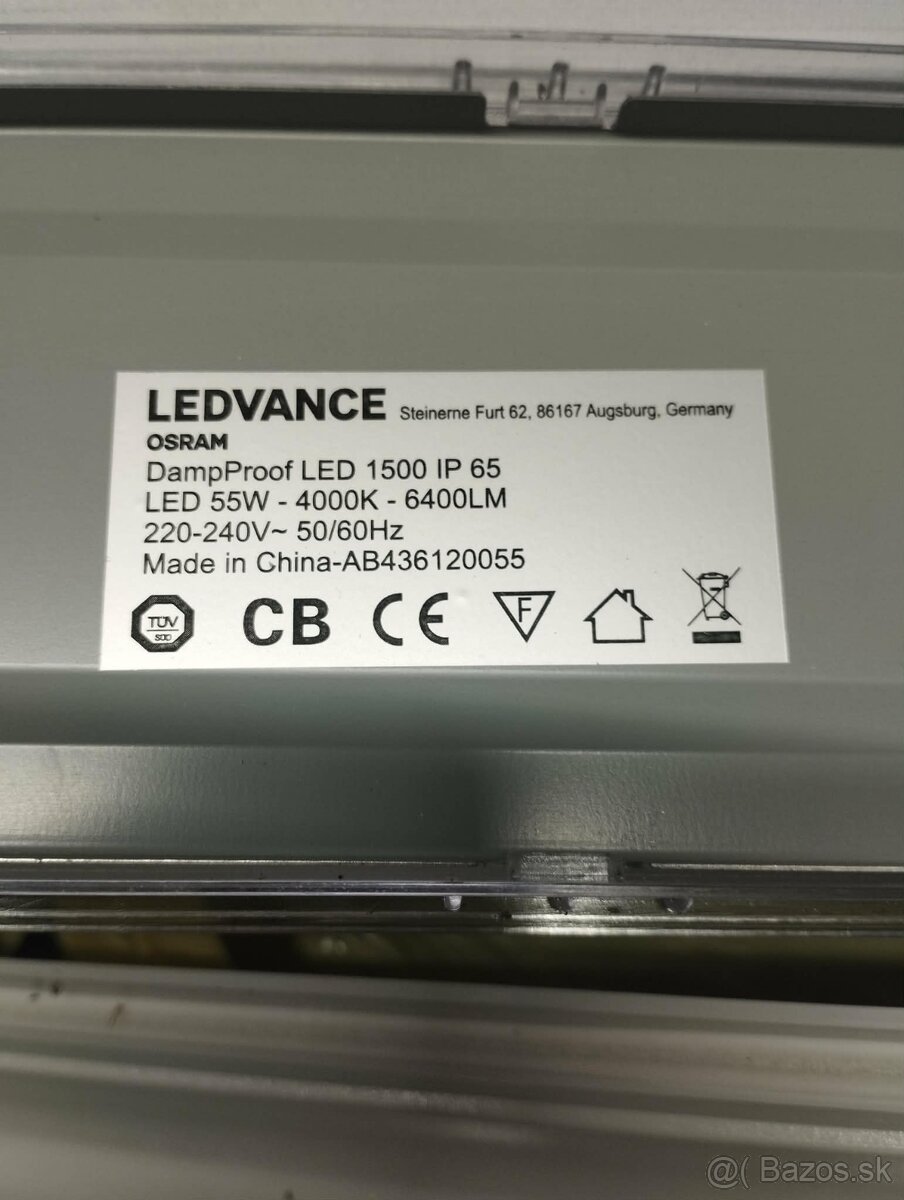 LEDVANCE Steinerne Furt 62, 86167 Augsburg, Germany
OSRAM
DampProof LED 1500 IP 65
LED 55W - 4000K - 6400LM
220-240V~ 50/60Hz
Made in China-AB436120055
TÜV SÜD CB CE F
@( Bazos.sk